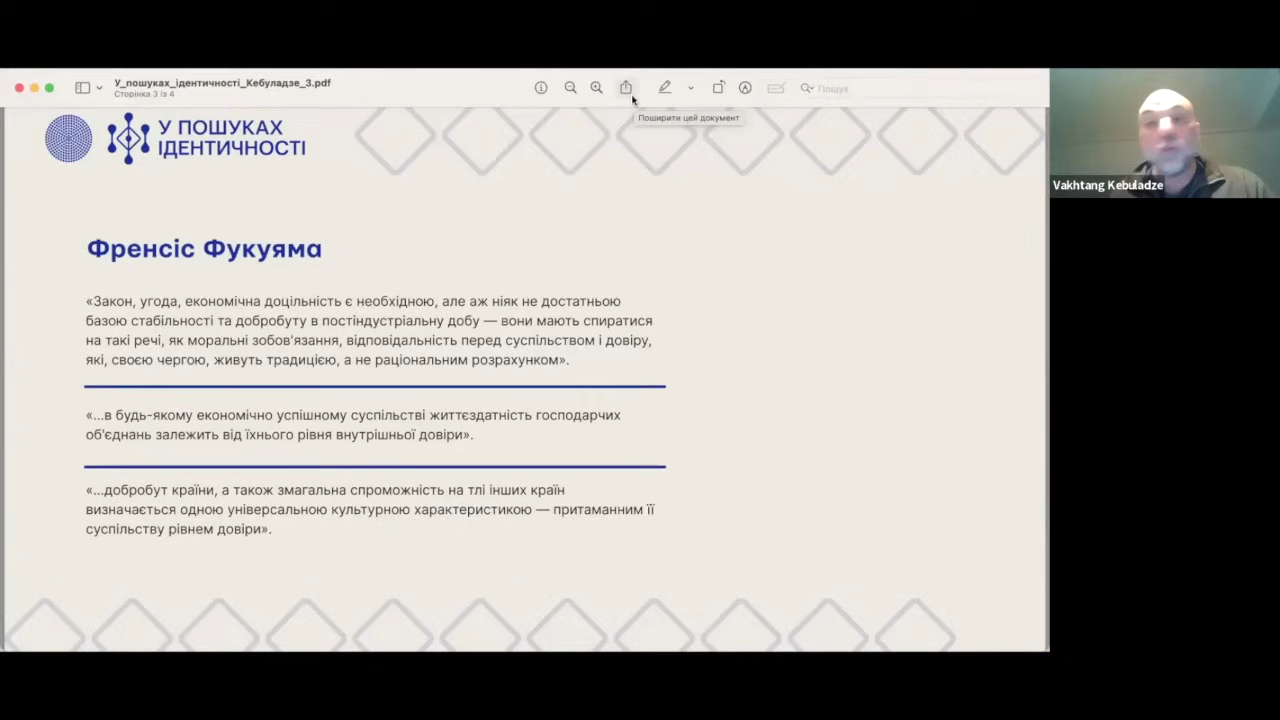 У_пошуках_ідентичності_Кебуладзе_3.pdf
Сторінка 3 із 4
Пошук
Поширити цей документ
У ПОШУКАХ
ІДЕНТИЧНОСТІ
Vakhtang Kebuladze
Френсіс Фукуяма
«Закон, угода, економічна доцільність є необхідною, але аж ніяк не достатньою
базою стабільності та добробуту в постіндустріальну добу — вони мають спиратися
на такі речі, як моральні зобов'язання, відповідальність перед суспільством і довіру,
які, своєю чергою, живуть традицією, а не раціональним розрахунком».
«...в будь-якому економічно успішному суспільстві життєздатність господарчих
об'єднань залежить від їхнього рівня внутрішньої довіри».
«...добробут країни, а також змагальна спроможність на тлі інших країн
визначається одною універсальною культурною характеристикою — притаманним її
суспільству рівнем довіри».